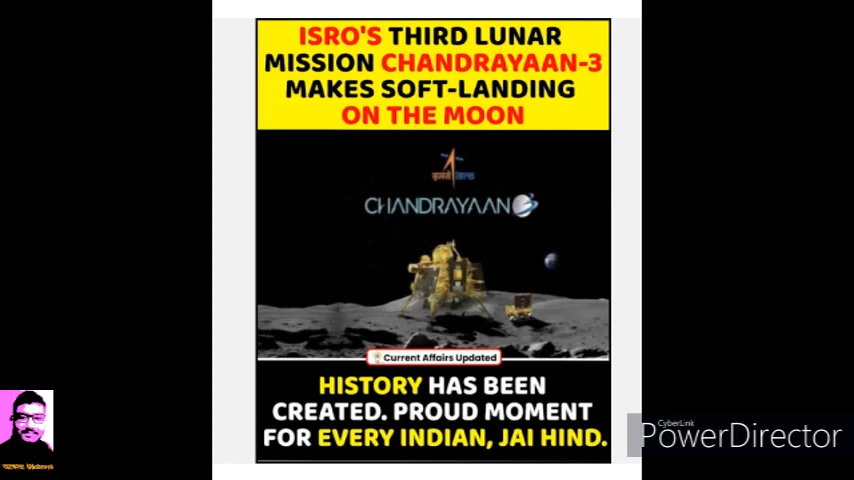 ISRO'S THIRD LUNAR
MISSION CHANDRAYAAN-3
MAKES SOFT-LANDING
ON THE MOON
इसरो
CHANDRAYAAN
Current Affairs Updated
HISTORY HAS BEEN
CREATED. PROUD MOMENT
FOR EVERY INDIAN, JAI HIND.
CyberLink
PowerDirector